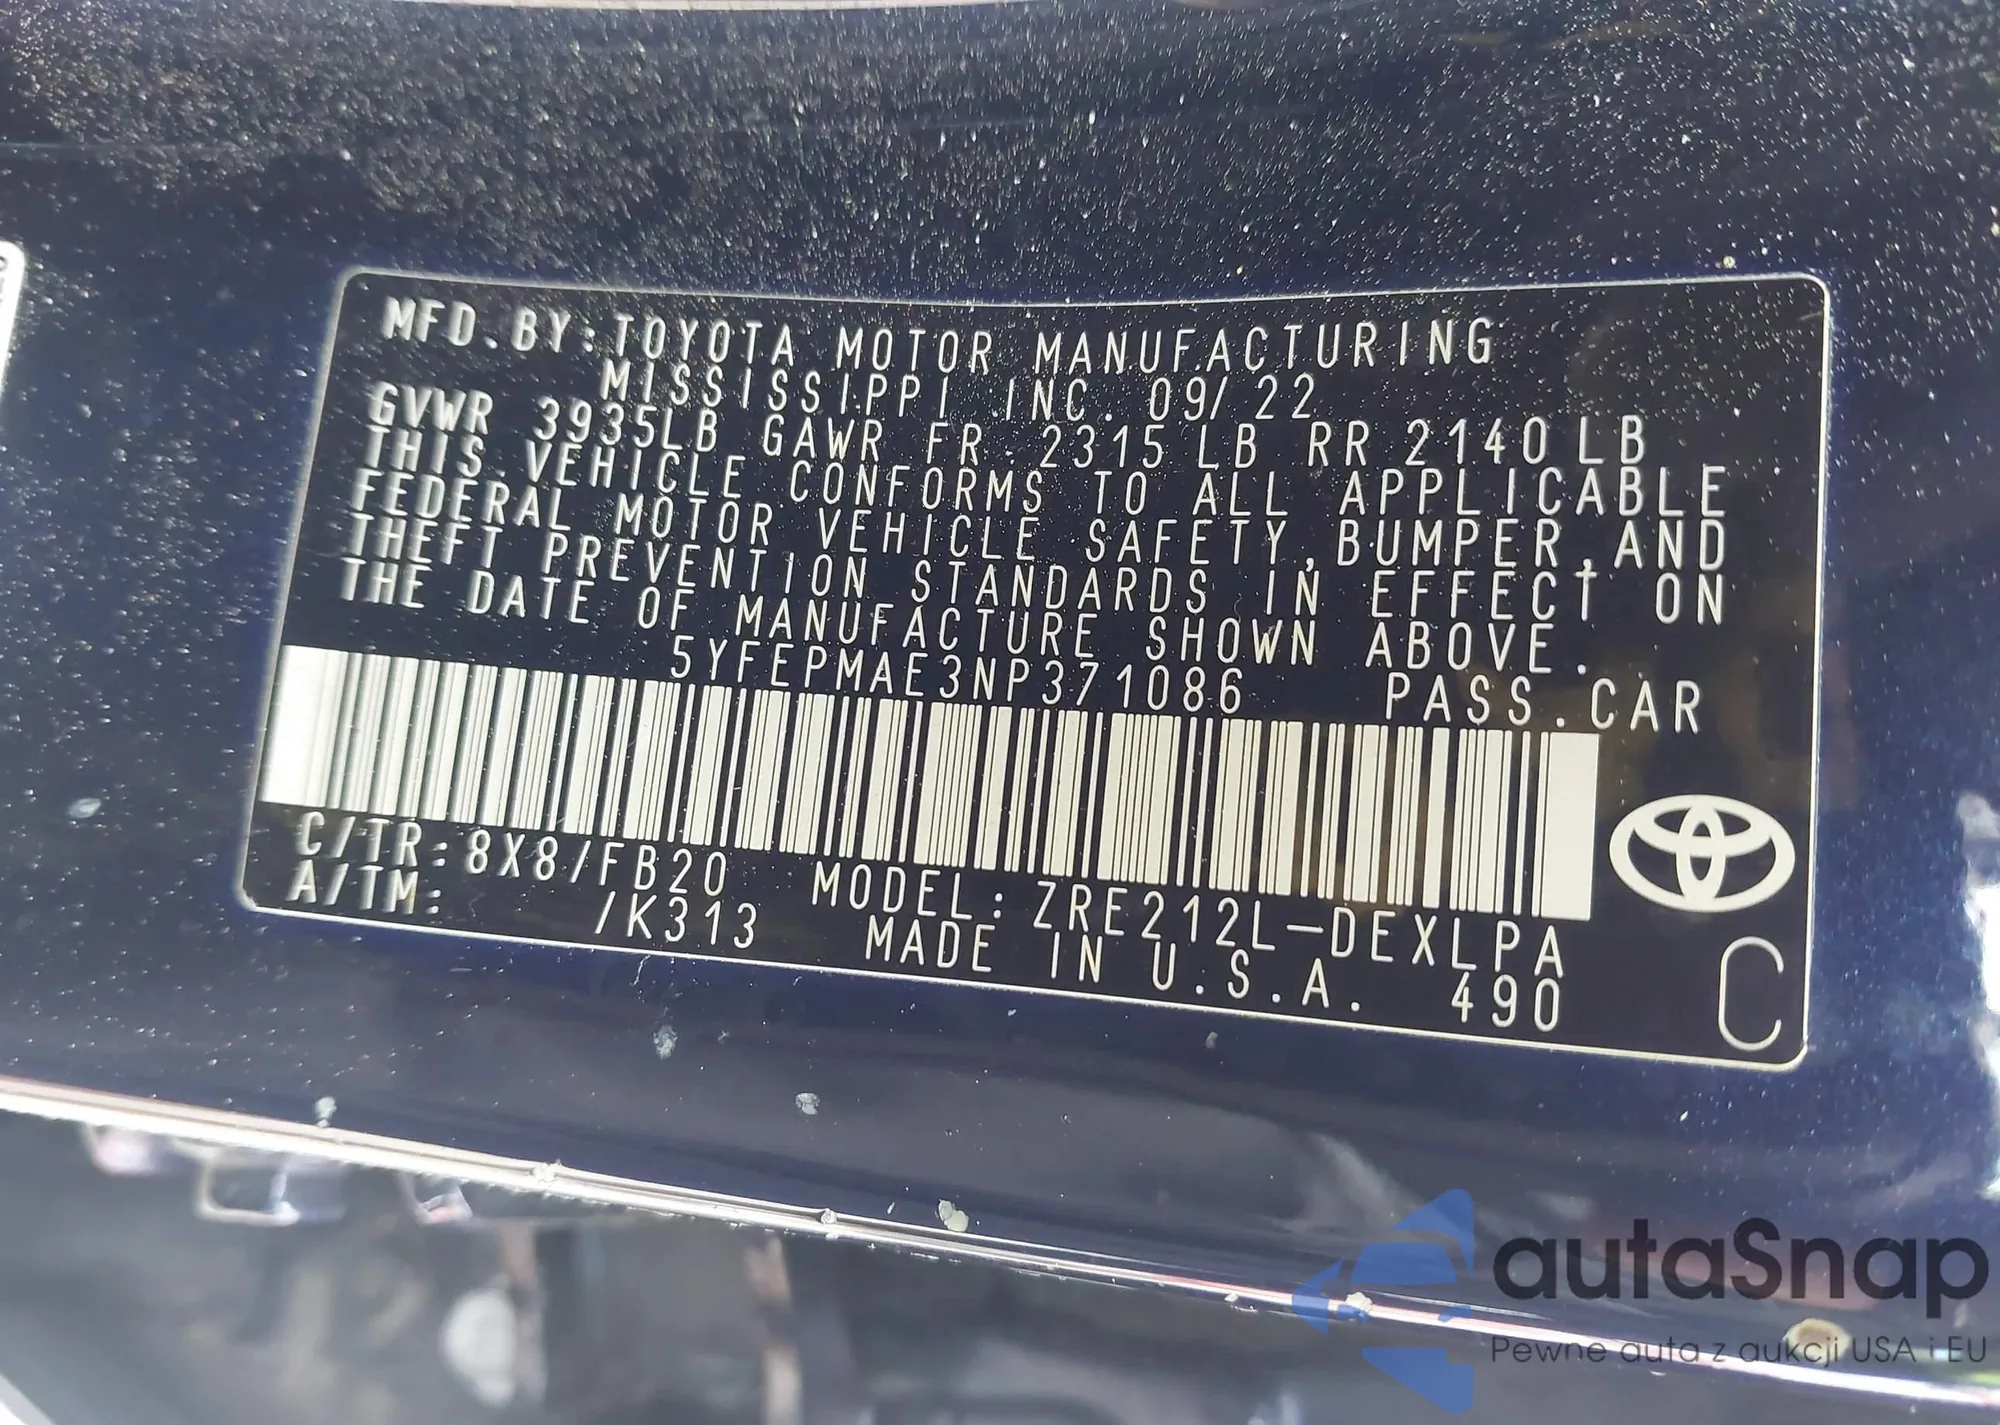 MFD.BY:TOYOTA MOTOR MANUFACTURING
MISSISSIPPI INC. 09/22
GVWR 3935LB GAWR FR 2315 LB RR 2140 LB
THIS VEHICLE CONFORMS TO ALL APPLICABLE
FEDERAL MOTOR VEHICLE SAFETY,BUMPER,AND
THEFT PREVENTION STANDARDS IN EFFECT ON
THE DATE OF MANUFACTURE SHOWN ABOVE.
5YFEPMAE3NP371086 PASS.CAR
C/TR:8X8/FB20 MODEL:ZRE212L-DEXLPA
A/TM: /K313 MADE IN U.S.A. 490
C
autaSnap
Pewne auta z aukcji USA i EU